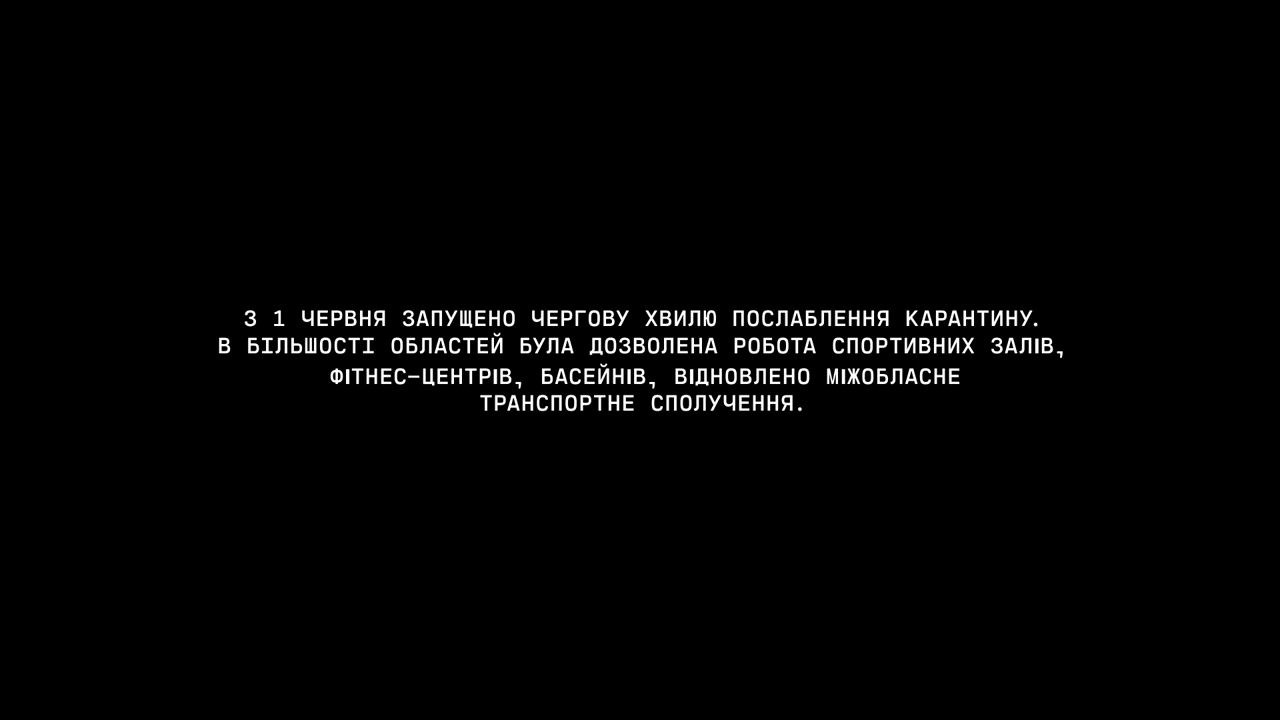 З 1 ЧЕРВНЯ ЗАПУЩЕНО ЧЕРГОВУ ХВИЛЮ ПОСЛАБЛЕННЯ КАРАНТИНУ.
В БІЛЬШОСТІ ОБЛАСТЕЙ БУЛА ДОЗВОЛЕНА РОБОТА СПОРТИВНИХ ЗАЛІВ,
ФІТНЕС–ЦЕНТРІВ, БАСЕЙНІВ, ВІДНОВЛЕНО МІЖОБЛАСНЕ
ТРАНСПОРТНЕ СПОЛУЧЕННЯ.